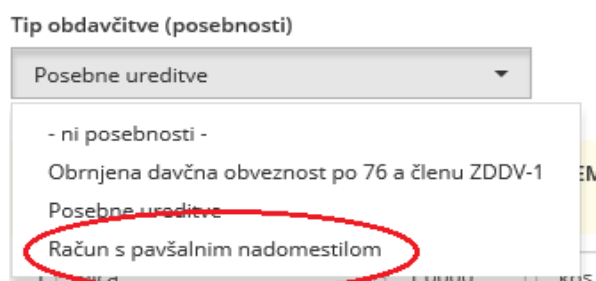 Tip obdavčitve (posebnosti)
Posebne ureditve
- ni posebnosti -
Obrnjena davčna obveznost po 76 a členu ZDDV-1
Posebne ureditve
Račun s pavšalnim nadomestilom